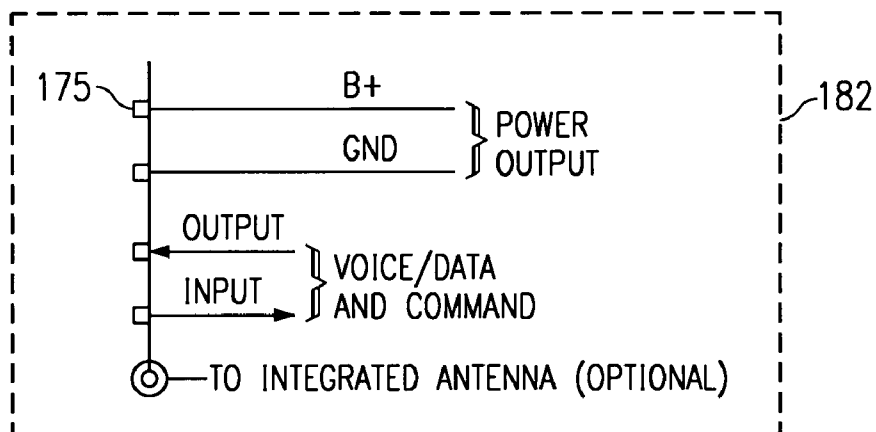 175
B+
182
POWER
GND
OUTPUT
OUTPUT
VOICE/DATA
INPUT
AND COMMAND
TO INTEGRATED ANTENNA (OPTIONAL)